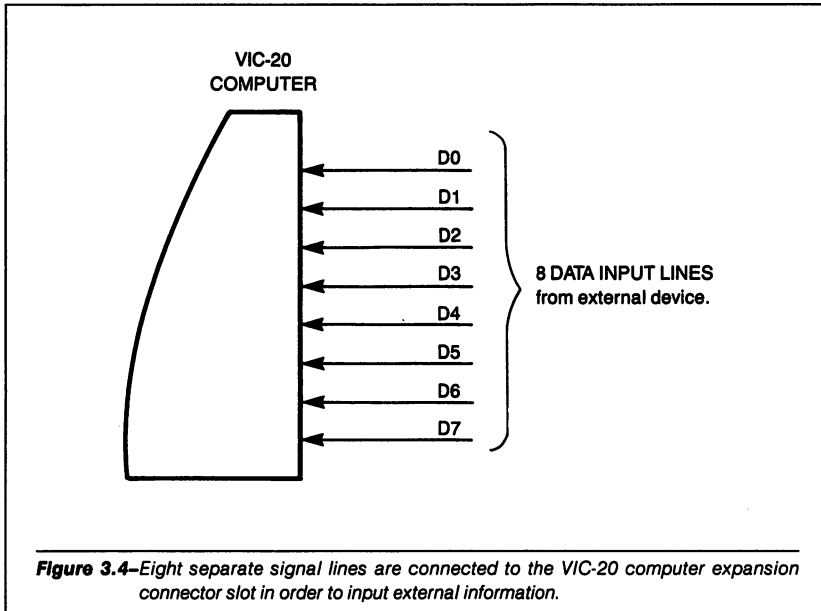 VIC-20
COMPUTER
D0
D1
D2
D3
D4
D5
D6
D7
8 DATA INPUT LINES
from external device.
Figure 3.4–Eight separate signal lines are connected to the VIC-20 computer expansion
connector slot in order to input external information.